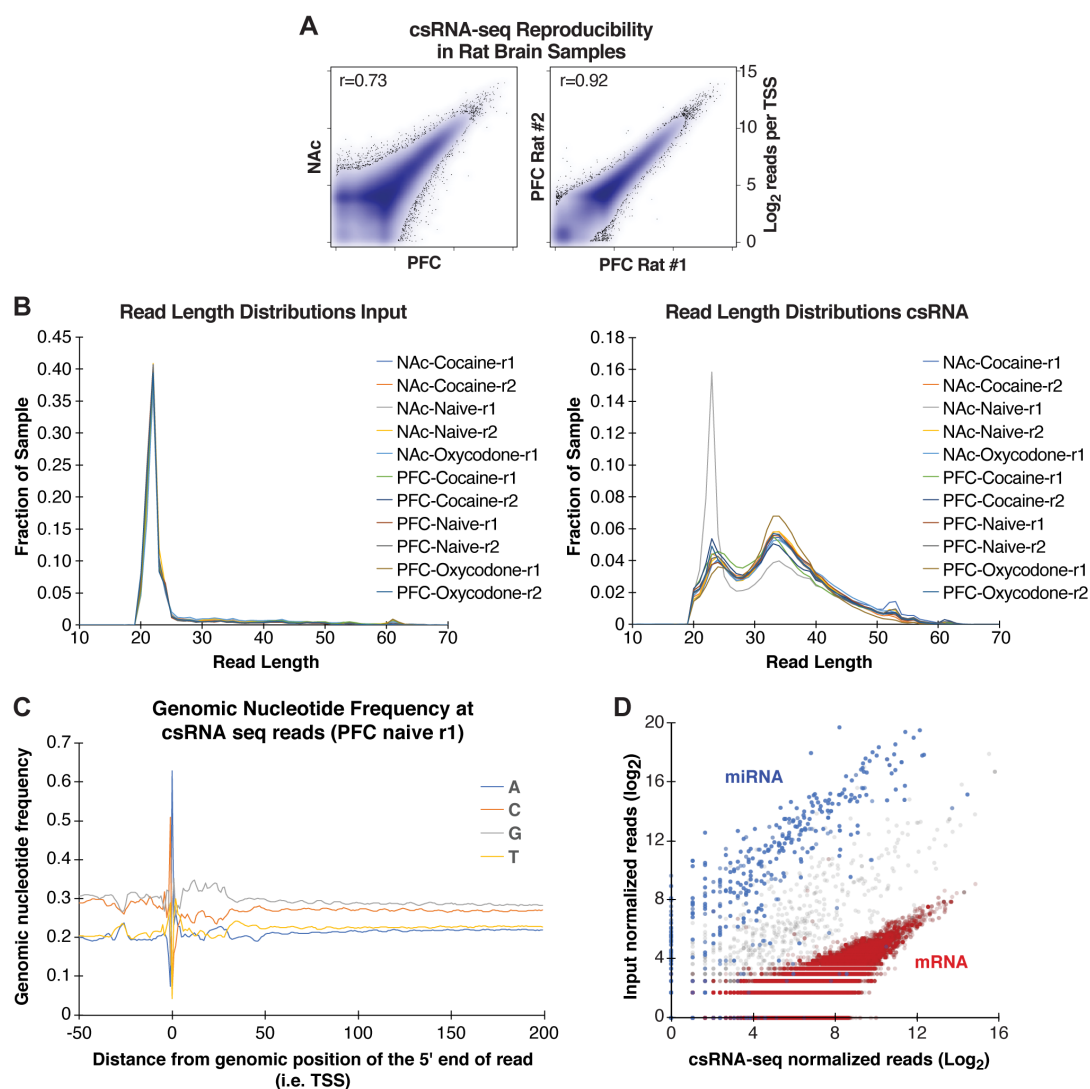 A
csRNA-seq Reproducibility
in Rat Brain Samples
r=0.73
NAc
PFC
r=0.92
PFC Rat #2
PFC Rat #1
15
10
5
0
Log2 reads per TSS
B
Read Length Distributions Input
0.45
0.40
0.35
0.30
0.25
0.20
0.15
0.10
0.05
0
Fraction of Sample
10 20 30 40 50 60 70
Read Length
NAc-Cocaine-r1
NAc-Cocaine-r2
NAc-Naive-r1
NAc-Naive-r2
NAc-Oxycodone-r1
PFC-Cocaine-r1
PFC-Cocaine-r2
PFC-Naive-r1
PFC-Naive-r2
PFC-Oxycodone-r1
PFC-Oxycodone-r2
Read Length Distributions csRNA
0.18
0.16
0.14
0.12
0.10
0.08
0.06
0.04
0.02
0
Fraction of Sample
10 20 30 40 50 60 70
Read Length
NAc-Cocaine-r1
NAc-Cocaine-r2
NAc-Naive-r1
NAc-Naive-r2
NAc-Oxycodone-r1
PFC-Cocaine-r1
PFC-Cocaine-r2
PFC-Naive-r1
PFC-Naive-r2
PFC-Oxycodone-r1
PFC-Oxycodone-r2
C
Genomic Nucleotide Frequency at
csRNA seq reads (PFC naive r1)
0.7
0.6
0.5
0.4
0.3
0.2
0.1
0
Genomic nucleotide frequency
A
C
G
T
-50 0 50 100 150 200
Distance from genomic position of the 5' end of read
(i.e. TSS)
D
20
16
12
8
4
0
Input normalized reads (log2)
miRNA
mRNA
0 4 8 12 16
csRNA-seq normalized reads (Log2)